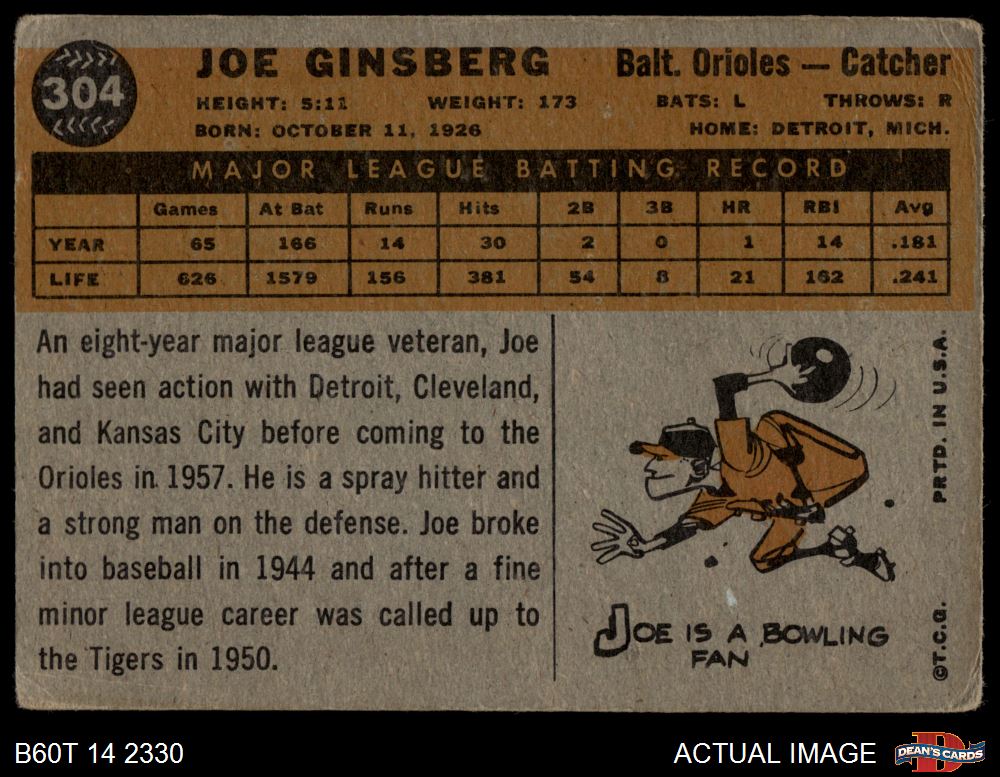 304
JOE GINSBERG
Balt. Orioles — Catcher
HEIGHT: 5:11 WEIGHT: 173 BATS: L THROWS: R
BORN: OCTOBER 11, 1926 HOME: DETROIT, MICH.
MAJOR LEAGUE BATTING RECORD
Games At Bat Runs Hits 2B 3B HR RBI Avg
YEAR 65 166 14 30 2 0 1 14 .181
LIFE 626 1579 156 381 54 8 21 162 .241
An eight-year major league veteran, Joe
had seen action with Detroit, Cleveland,
and Kansas City before coming to the
Orioles in 1957. He is a spray hitter and
a strong man on the defense. Joe broke
into baseball in 1944 and after a fine
minor league career was called up to
the Tigers in 1950.
JOE IS A BOWLING
FAN
©T.C.G. PRTD. IN U.S.A.
B60T 14 2330
ACTUAL IMAGE
D
DEAN'S CARDS